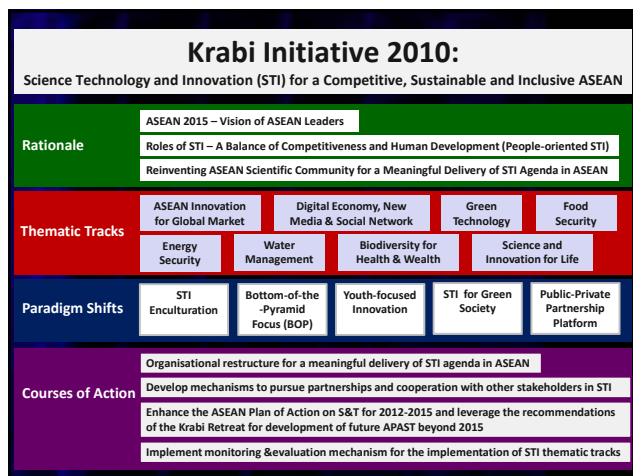 Krabi Initiative 2010:
Science Technology and Innovation (STI) for a Competitive, Sustainable and Inclusive ASEAN
Rationale
ASEAN 2015 – Vision of ASEAN Leaders
Roles of STI – A Balance of Competitiveness and Human Development (People-oriented STI)
Reinventing ASEAN Scientific Community for a Meaningful Delivery of STI Agenda in ASEAN
Thematic Tracks
ASEAN Innovation
for Global Market
Digital Economy, New
Media & Social Network
Green
Technology
Food
Security
Energy
Security
Water
Management
Biodiversity for
Health & Wealth
Science and
Innovation for Life
Paradigm Shifts
STI
Enculturation
Bottom-of-the
-Pyramid
Focus (BOP)
Youth-focused
Innovation
STI for Green
Society
Public-Private
Partnership
Platform
Courses of Action
Organisational restructure for a meaningful delivery of STI agenda in ASEAN
Develop mechanisms to pursue partnerships and cooperation with other stakeholders in STI
Enhance the ASEAN Plan of Action on S&T for 2012-2015 and leverage the recommendations
of the Krabi Retreat for development of future APAST beyond 2015
Implement monitoring &evaluation mechanism for the implementation of STI thematic tracks